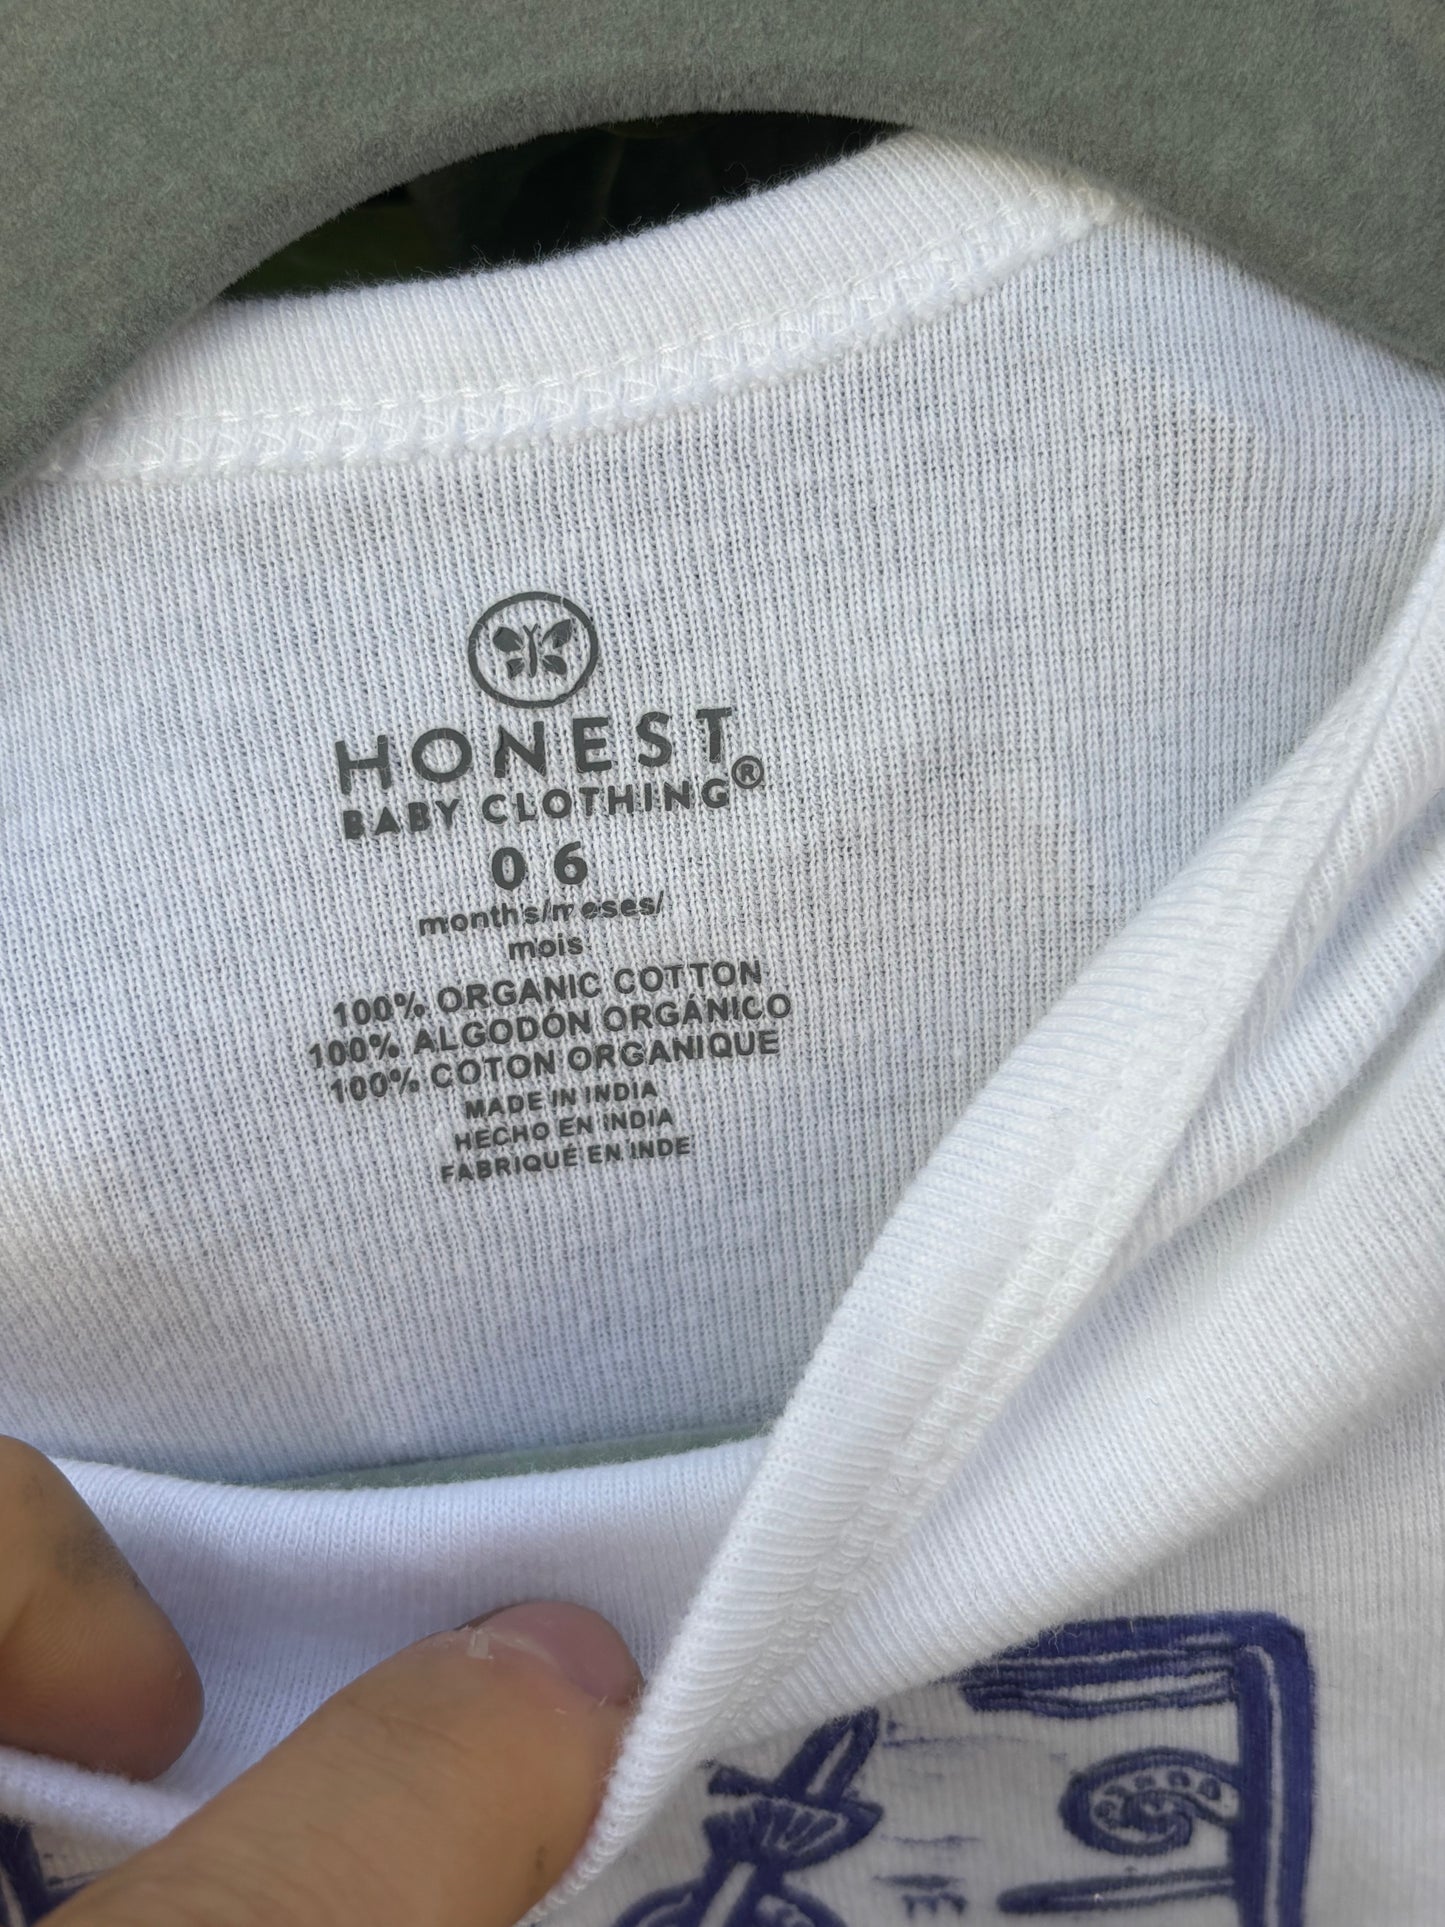 HONEST
BABY CLOTHING®
0 6
months/meses/
mois
100% ORGANIC COTTON
100% ALGODÓN ORGÁNICO
100% COTON ORGANIQUE
MADE IN INDIA
HECHO EN INDIA
FABRIQUÉ EN INDE